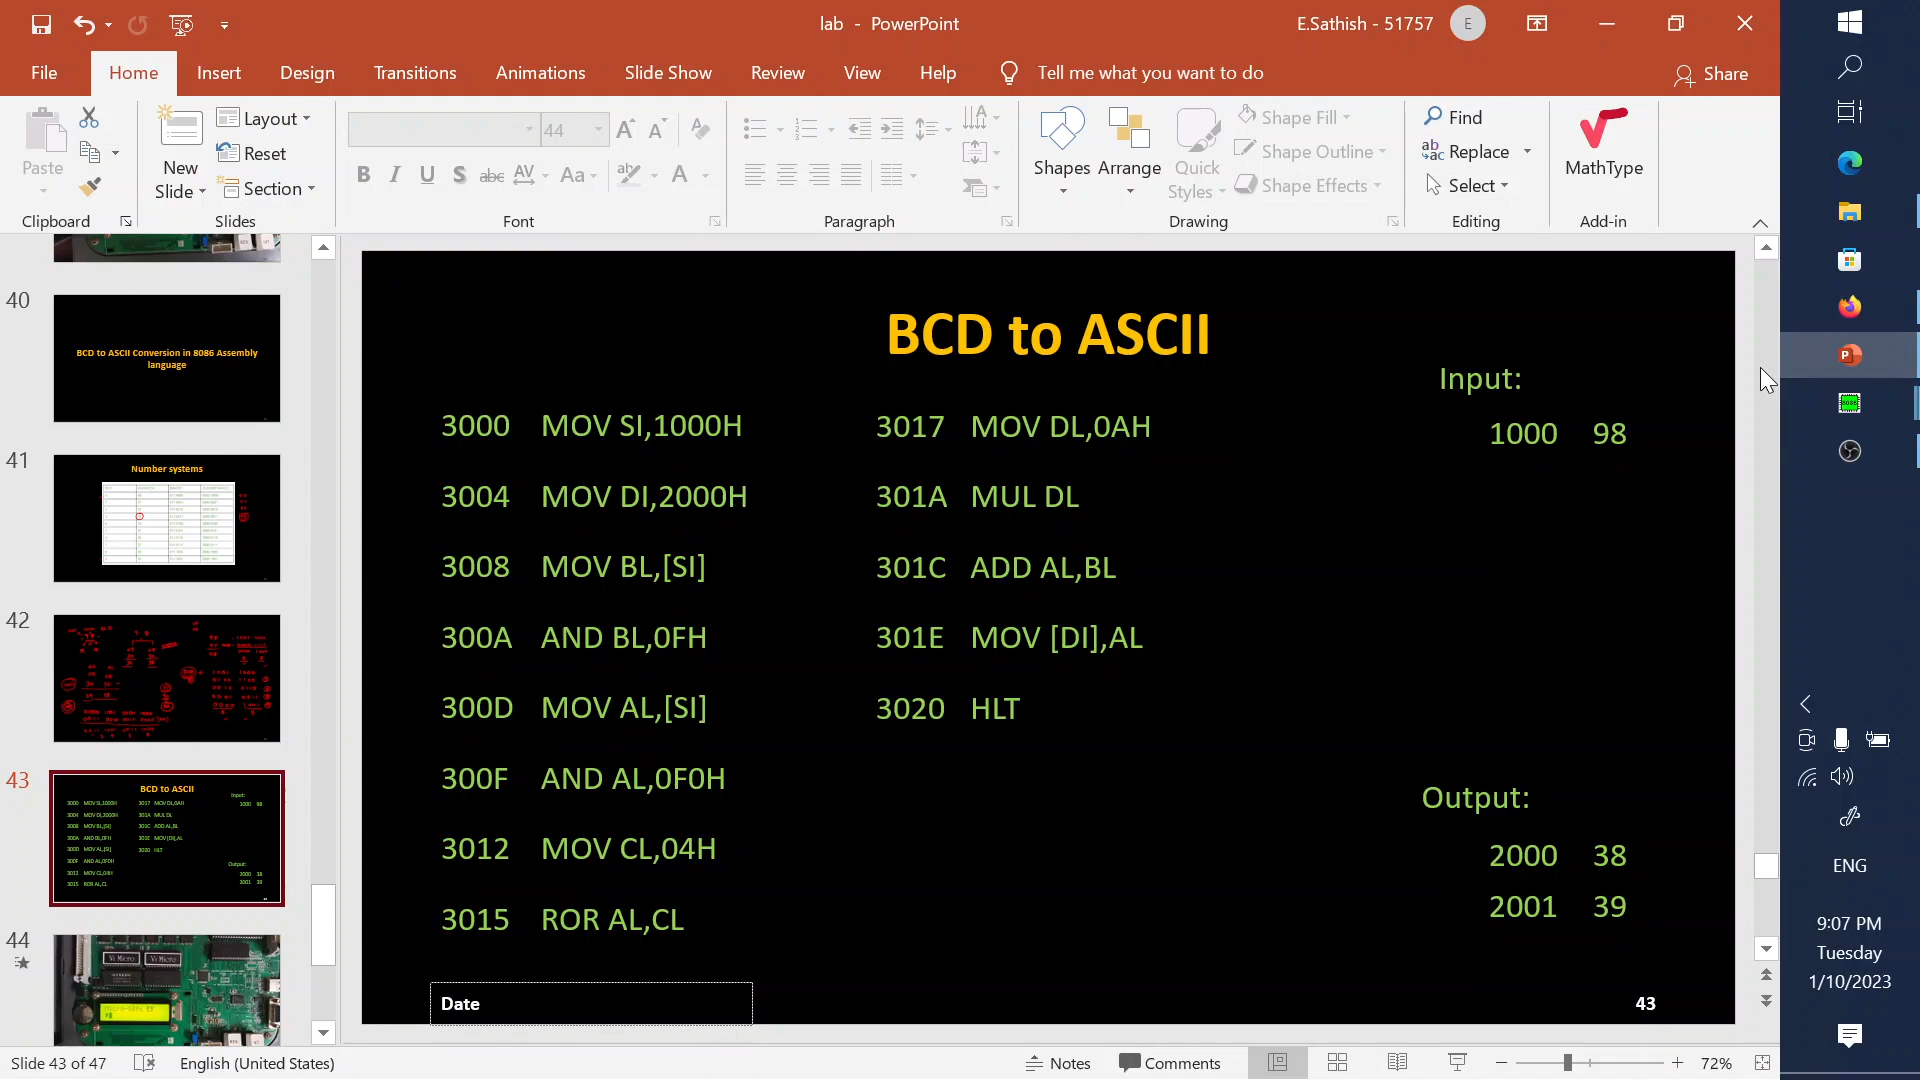 lab - PowerPoint
E.Sathish - 51757
E
File
Home
Insert
Design
Transitions
Animations
Slide Show
Review
View
Help
Tell me what you want to do
Share
Paste
New
Slide
Layout
Reset
Section
44
Shapes
Arrange
Quick
Styles
Shape Fill
Shape Outline
Shape Effects
Find
Replace
Select
MathType
Clipboard
Slides
Font
Paragraph
Drawing
Editing
Add-in
40
BCD to ASCII Conversion in 8086 Assembly
language
41
Number systems
42
43
BCD to ASCII
44
BCD to ASCII
3000 MOV SI,1000H
3004 MOV DI,2000H
3008 MOV BL,[SI]
300A AND BL,0FH
300D MOV AL,[SI]
300F AND AL,0F0H
3012 MOV CL,04H
3015 ROR AL,CL
3017 MOV DL,0AH
301A MUL DL
301C ADD AL,BL
301E MOV [DI],AL
3020 HLT
Input:
1000 98
Output:
2000 38
2001 39
Date
43
ENG
9:07 PM
Tuesday
1/10/2023
Slide 43 of 47
English (United States)
Notes
Comments
72%